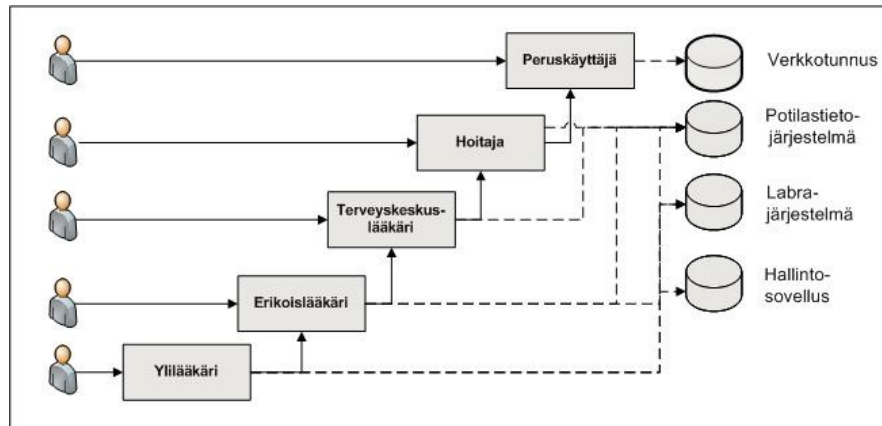 Peruskäyttäjä
Verkkotunnus
Hoitaja
Potilastieto-
järjestelmä
Terveyskeskus-
lääkäri
Labra-
järjestelmä
Erikoislääkäri
Hallinto-
sovellus
Ylilääkäri